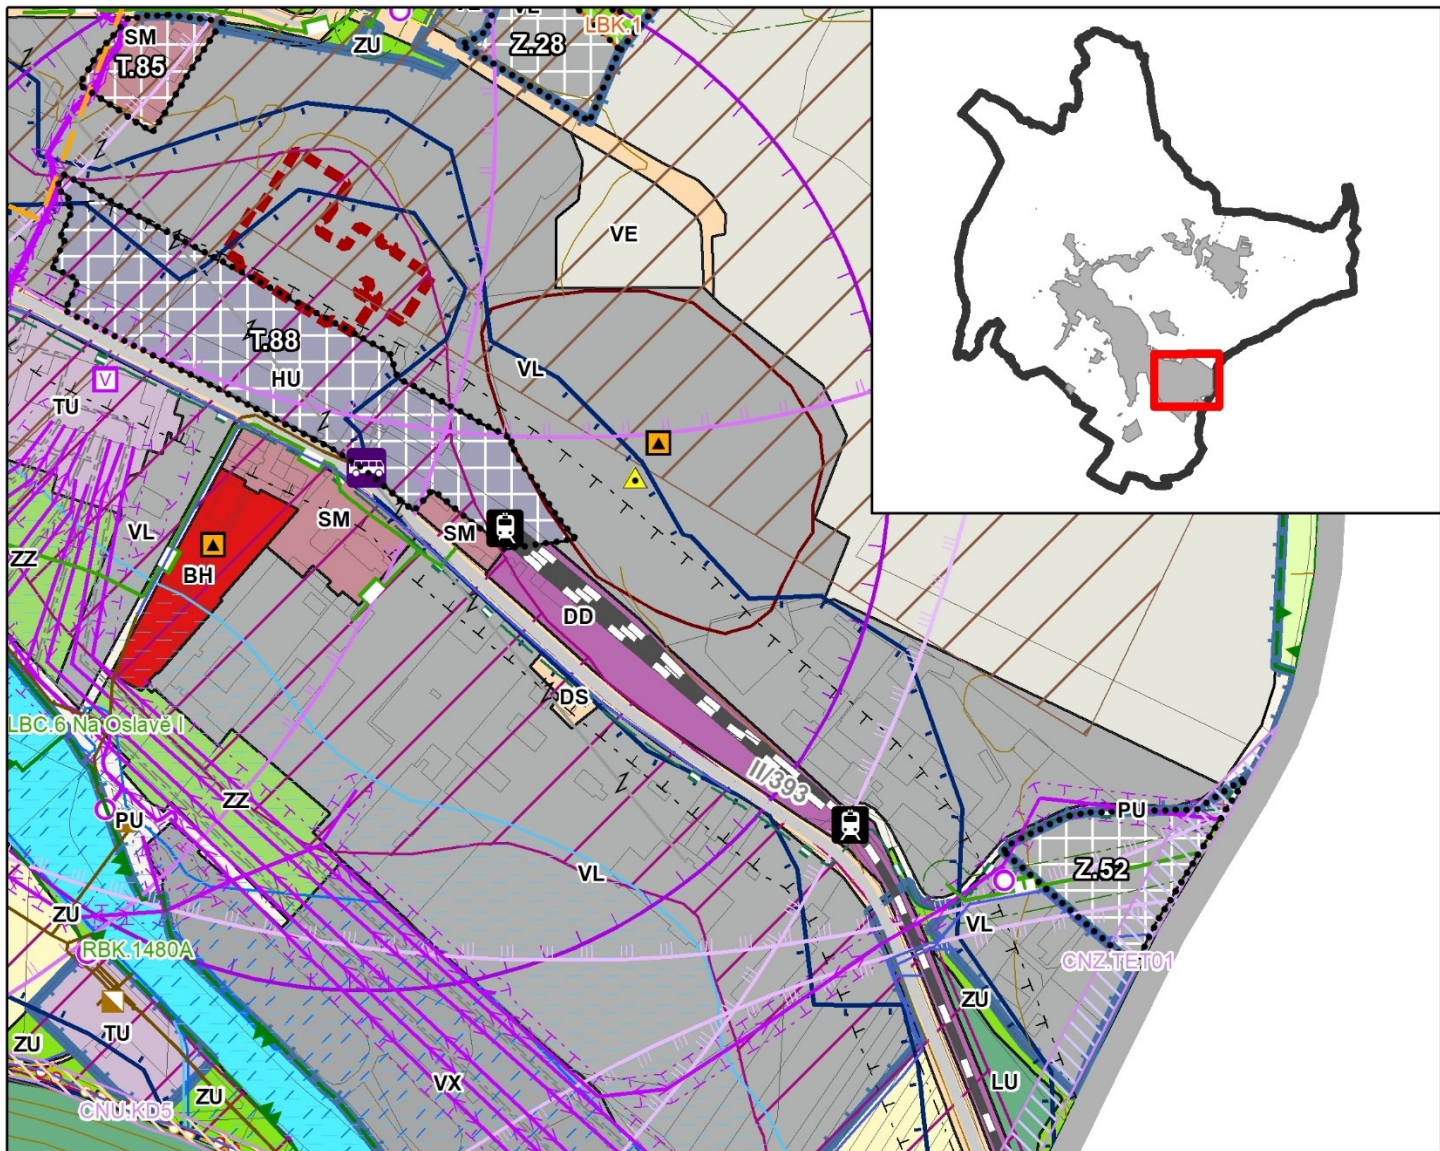 SM
T.85
ZU
VL
Z.28
LBK.1
VE
T.88
HU
VL
V
TU
VL
SM
SM
ZZ
BH
DD
DS
LBC.6 Na Oslavě I
II/393
ZZ
PU
PU
Z.52
VL
ZU
VL
RBK.1480A
CNZ.TET01
TU
ZU
ZU
VX
LU
ZU
CNU.KD5